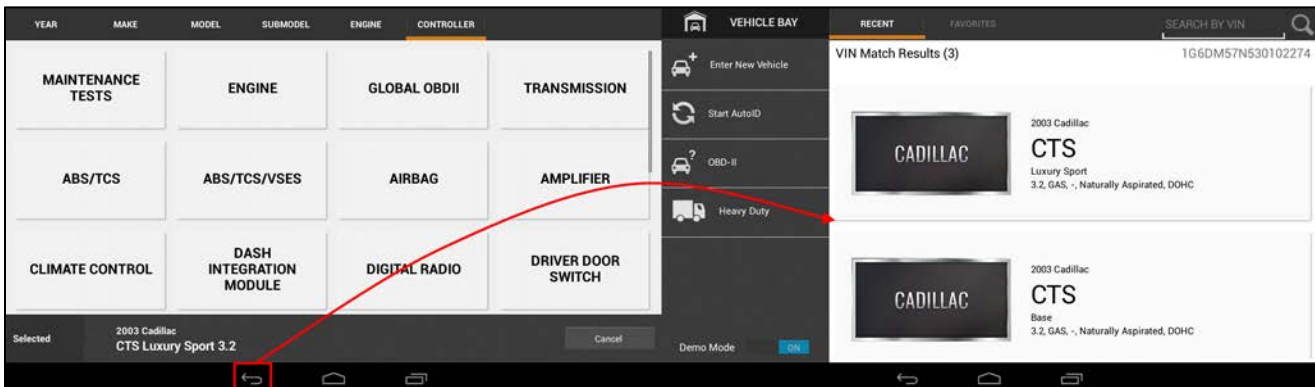 YEAR MAKE MODEL SUBMODEL ENGINE CONTROLLER
MAINTENANCE
TESTS
ENGINE
GLOBAL OBDII
TRANSMISSION
ABS/TCS
ABS/TCS/VSES
AIRBAG
AMPLIFIER
CLIMATE CONTROL
DASH
INTEGRATION
MODULE
DIGITAL RADIO
DRIVER DOOR
SWITCH
Selected
2003 Cadillac
CTS Luxury Sport 3.2
Cancel
VEHICLE BAY
Enter New Vehicle
Start AutoID
OBD-II
Heavy Duty
Demo Mode ON
RECENT FAVORITES SEARCH BY VIN
VIN Match Results (3) 1G6DM57N530102274
CADILLAC
2003 Cadillac
CTS
Luxury Sport
3.2, GAS, -, Naturally Aspirated, DOHC
CADILLAC
2003 Cadillac
CTS
Base
3.2, GAS, -, Naturally Aspirated, DOHC